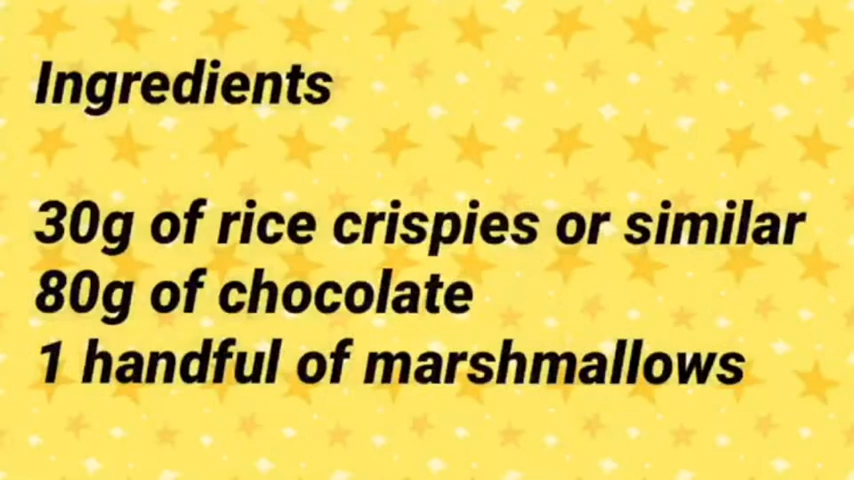 Ingredients
30g of rice crispies or similar
80g of chocolate
1 handful of marshmallows